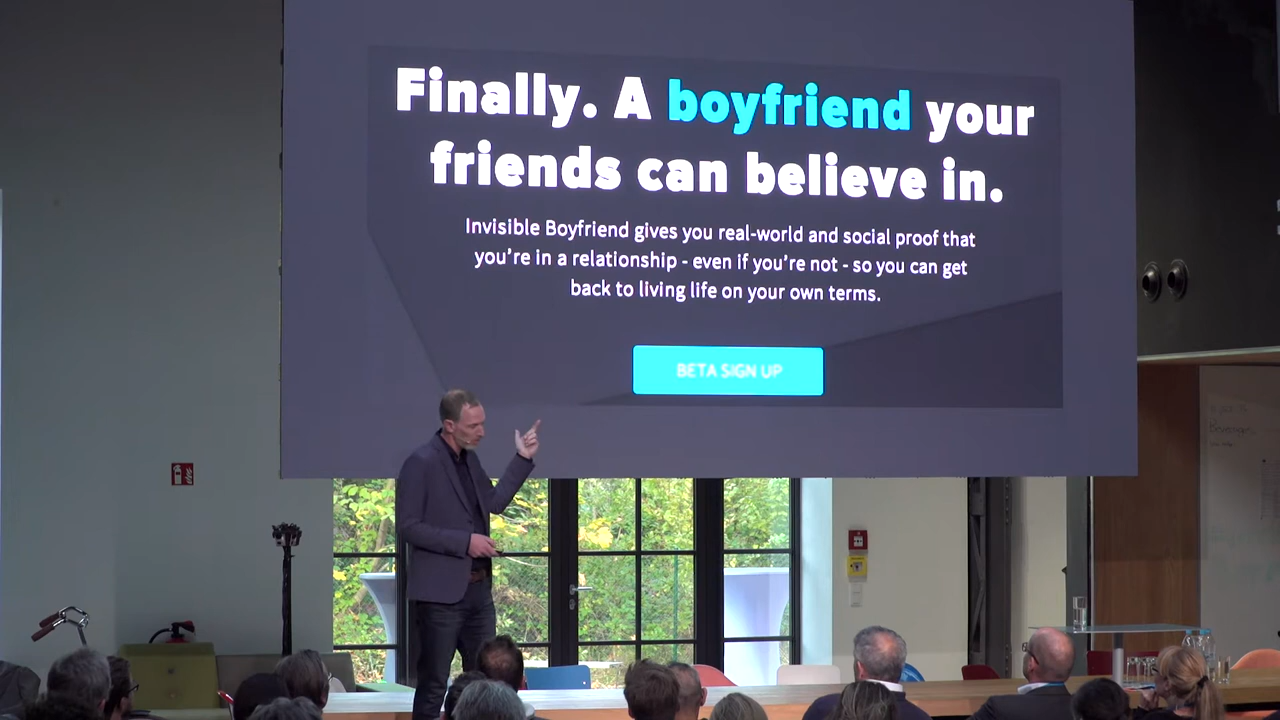 Finally. A boyfriend your
friends can believe in.
Invisible Boyfriend gives you real-world and social proof that
you're in a relationship - even if you're not - so you can get
back to living life on your own terms.
BETA SIGN UP